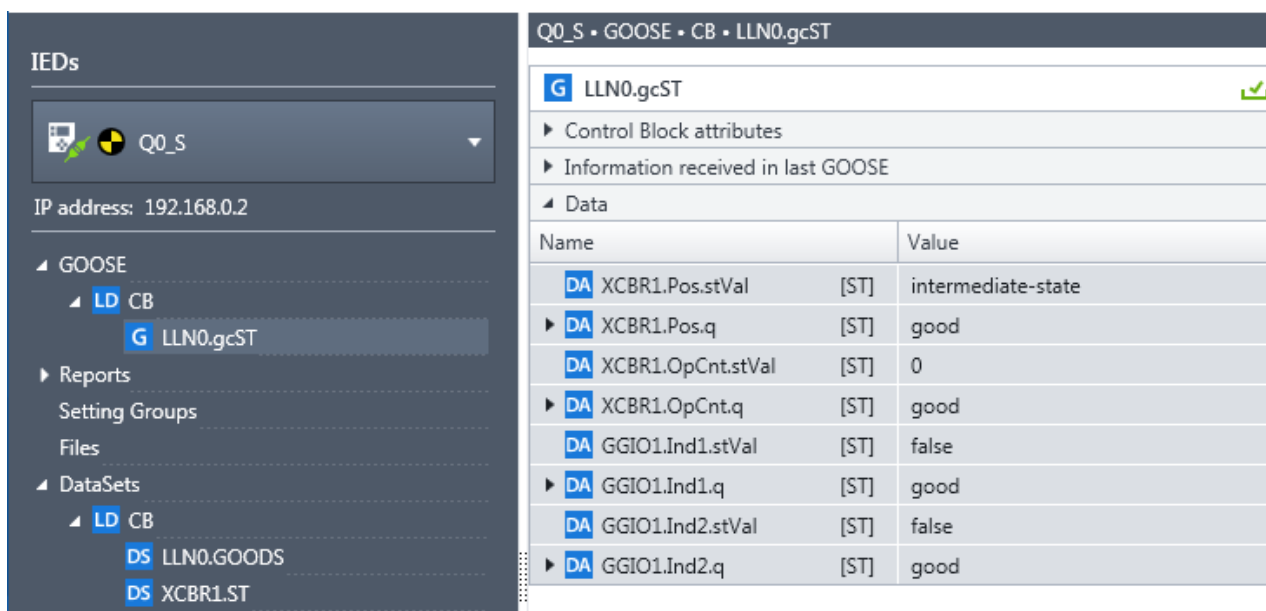 IEDs
Q0_S
IP address: 192.168.0.2
GOOSE
LD CB
G LLN0.gcST
Reports
Setting Groups
Files
DataSets
LD CB
DS LLN0.GOODS
DS XCBR1.ST
Q0_S • GOOSE • CB • LLN0.gcST
G LLN0.gcST
Control Block attributes
Information received in last GOOSE
Data
Name Value
DA XCBR1.Pos.stVal [ST] intermediate-state
DA XCBR1.Pos.q [ST] good
DA XCBR1.OpCnt.stVal [ST] 0
DA XCBR1.OpCnt.q [ST] good
DA GGIO1.Ind1.stVal [ST] false
DA GGIO1.Ind1.q [ST] good
DA GGIO1.Ind2.stVal [ST] false
DA GGIO1.Ind2.q [ST] good